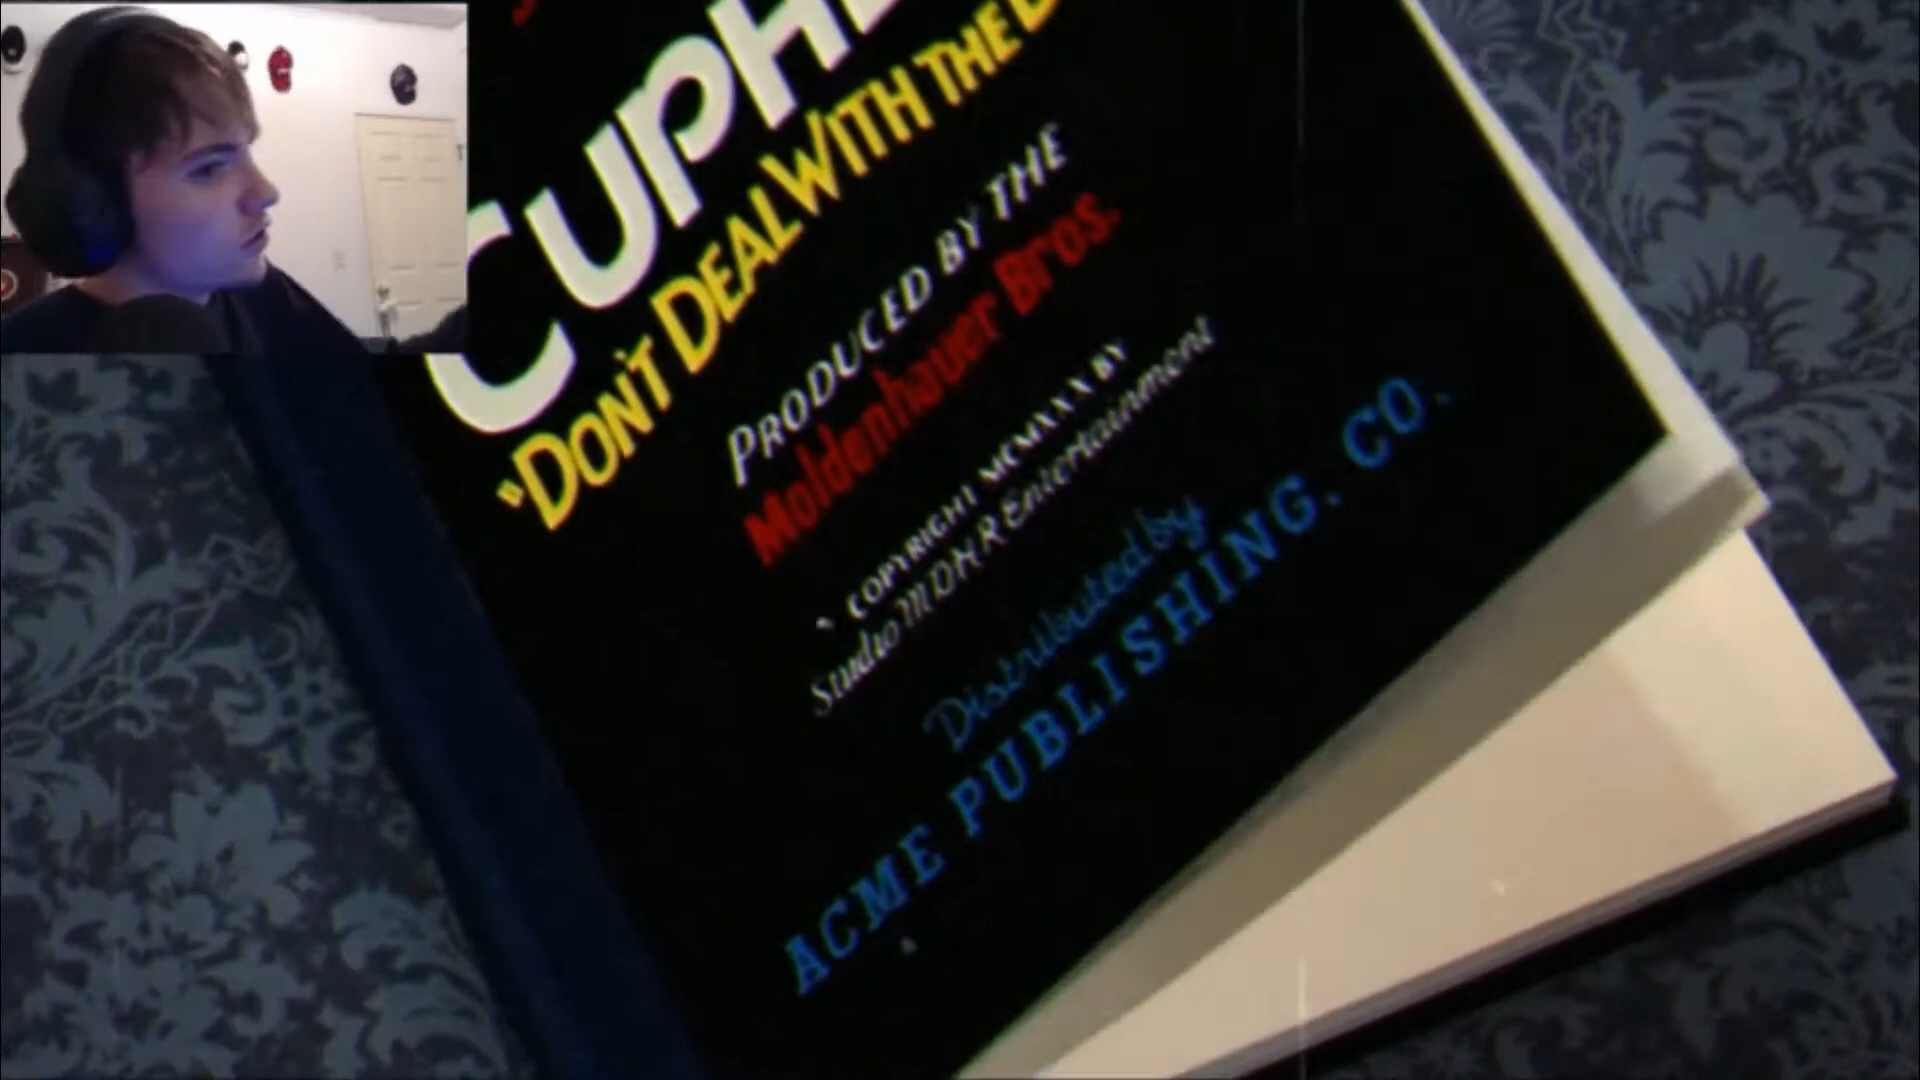 CUPHE
"DON'T DEAL WITH THE D
PRODUCED BY THE
Moldenhauer Bros.
COPYRIGHT MCMXXX BY
Studio MDHR Entertainment
Distributed by
ACME PUBLISHING. CO.